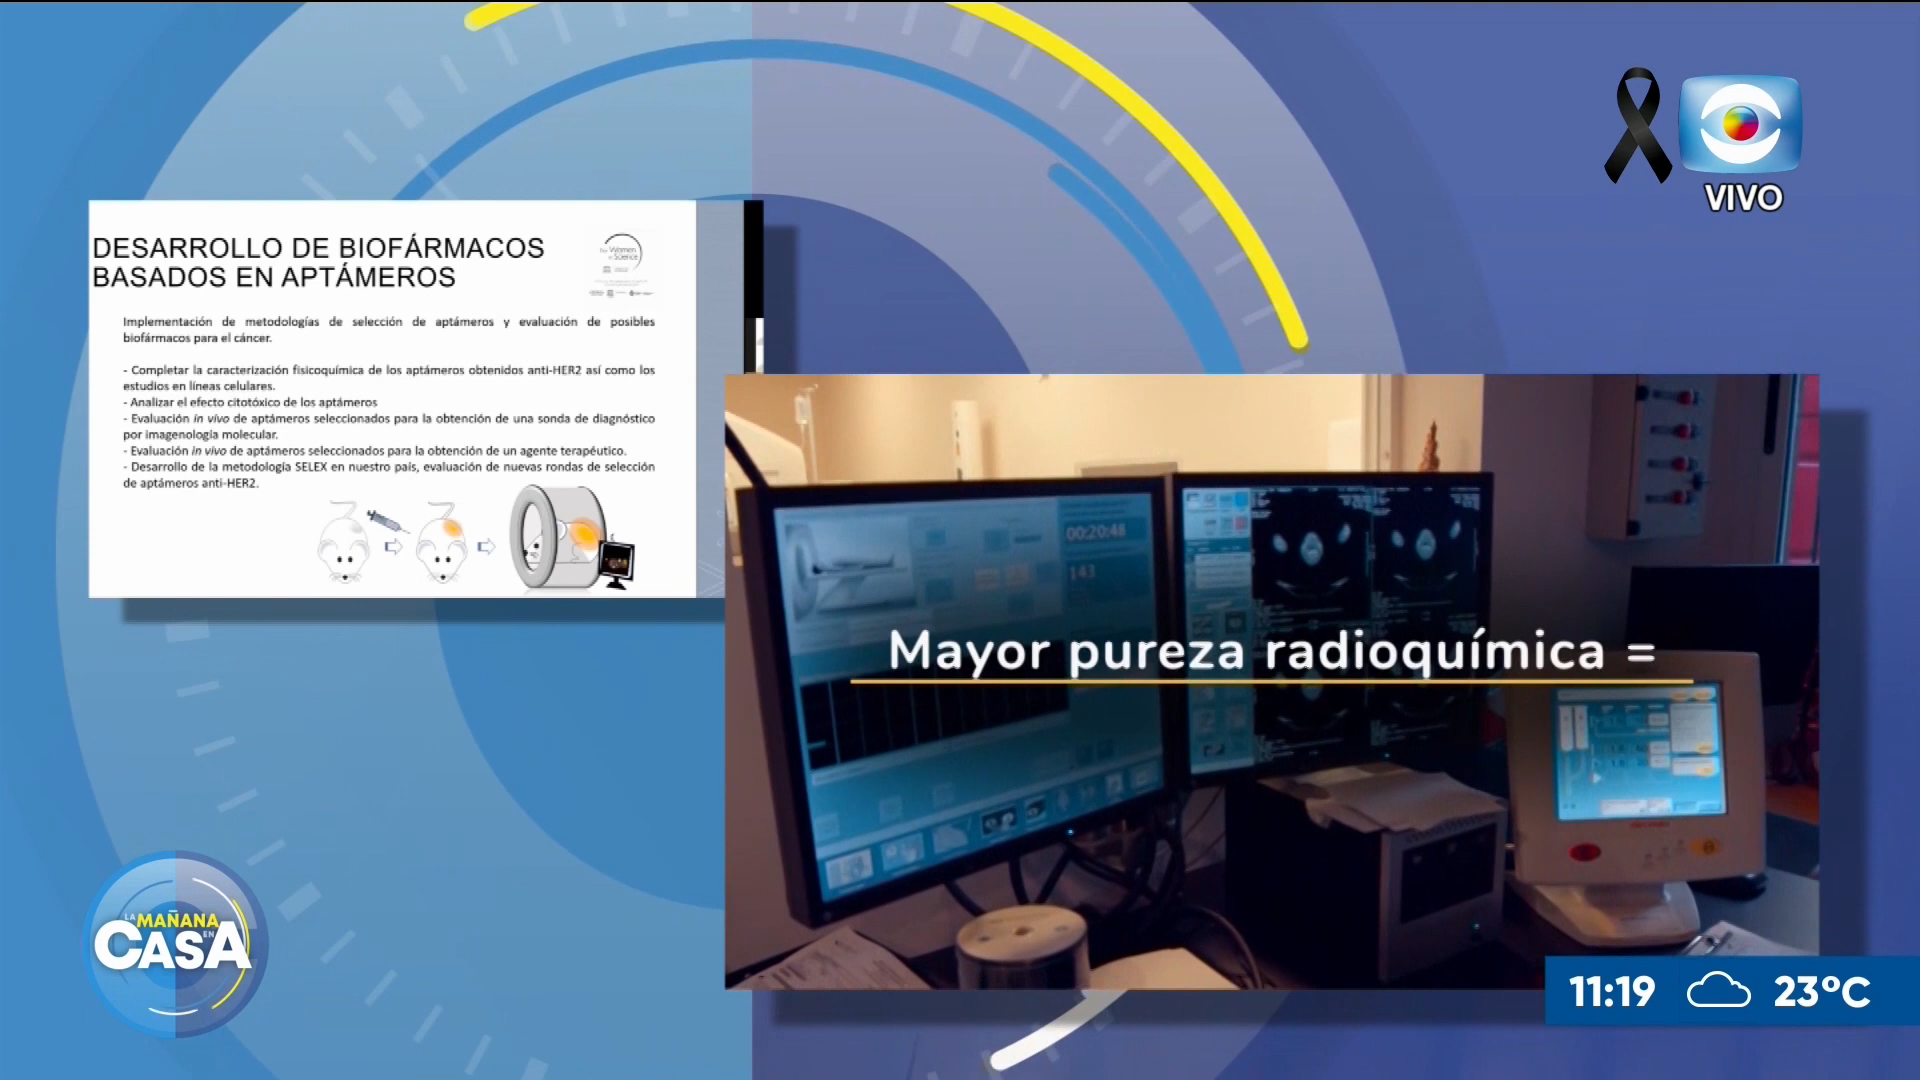 VIVO
DESARROLLO DE BIOFÁRMACOS
BASADOS EN APTÁMEROS
For Women
in Science
Implementación de metodologías de selección de aptámeros y evaluación de posibles
biofármacos para el cáncer.
- Completar la caracterización fisicoquímica de los aptámeros obtenidos anti-HER2 así como los
estudios en líneas celulares.
- Analizar el efecto citotóxico de los aptámeros
- Evaluación in vivo de aptámeros seleccionados para la obtención de una sonda de diagnóstico
por imagenología molecular.
- Evaluación in vivo de aptámeros seleccionados para la obtención de un agente terapéutico.
- Desarrollo de la metodología SELEX en nuestro país, evaluación de nuevas rondas de selección
de aptámeros anti-HER2.
00:20:48
143
Mayor pureza radioquímica =
LA MAÑANA
EN
CASA
11:19 23°C